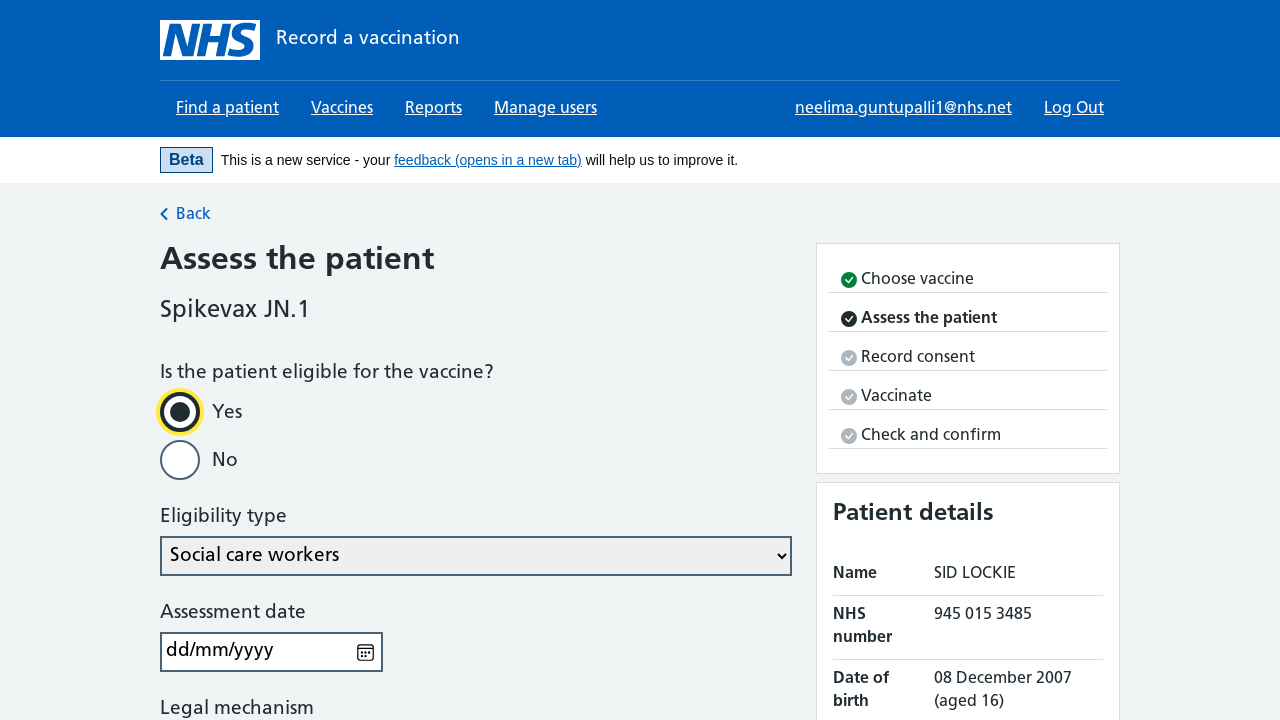 NHS Record a vaccination
Find a patient Vaccines Reports Manage users neelima.guntupalli1@nhs.net Log Out
Beta This is a new service - your feedback (opens in a new tab) will help us to improve it.
Back
Assess the patient
Spikevax JN.1
Is the patient eligible for the vaccine?
Yes
No
Eligibility type
Social care workers
Assessment date
dd/mm/yyyy
Legal mechanism
Choose vaccine
Assess the patient
Record consent
Vaccinate
Check and confirm
Patient details
Name SID LOCKIE
NHS number 945 015 3485
Date of birth 08 December 2007 (aged 16)